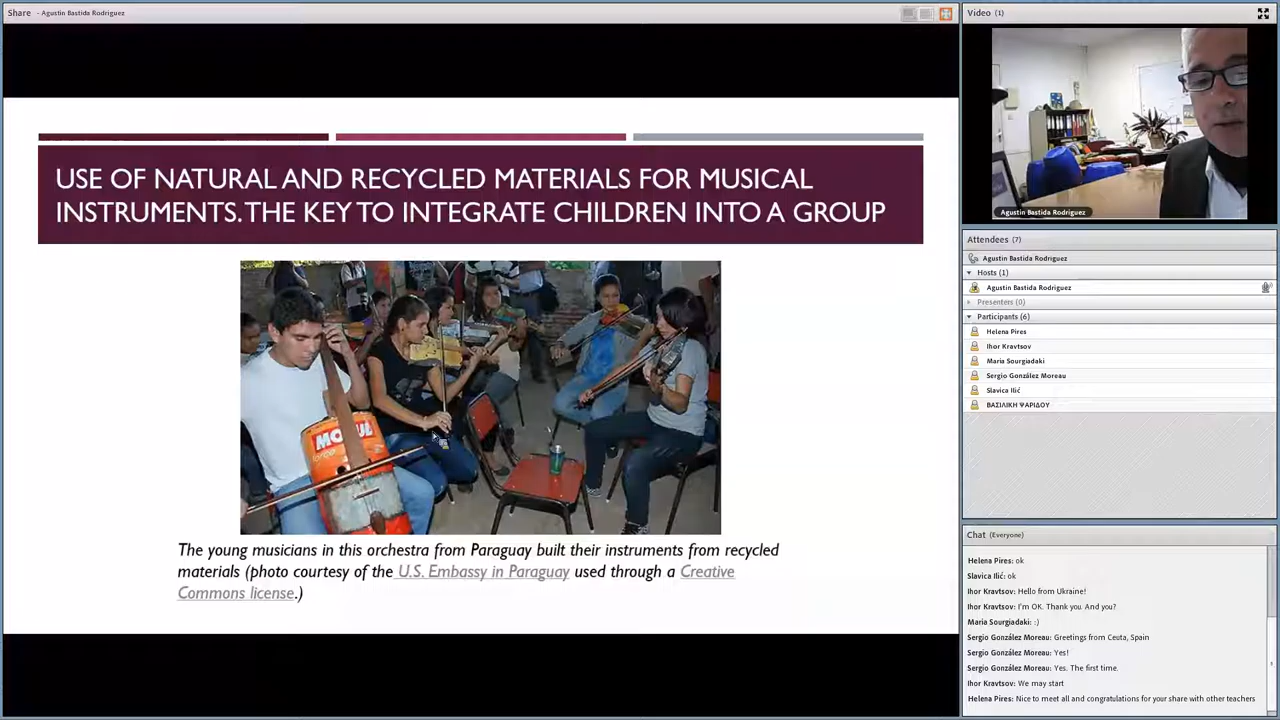 Share - Agustin Bastida Rodriguez
USE OF NATURAL AND RECYCLED MATERIALS FOR MUSICAL
INSTRUMENTS. THE KEY TO INTEGRATE CHILDREN INTO A GROUP
MOTUL
The young musicians in this orchestra from Paraguay built their instruments from recycled
materials (photo courtesy of the U.S. Embassy in Paraguay used through a Creative
Commons license.)
Video (1)
Agustin Bastida Rodriguez
Attendees (7)
Agustin Bastida Rodriguez
Hosts (1)
Agustin Bastida Rodriguez
Presenters (0)
Participants (6)
Helena Pires
Ihor Kravtsov
Maria Sourgiadaki
Sergio González Moreau
Slavica Ilić
ΒΑΣΙΛΙΚΗ ΨΑΡΙΔΟΥ
Chat (Everyone)
Helena Pires: ok
Slavica Ilić: ok
Ihor Kravtsov: Hello from Ukraine!
Ihor Kravtsov: I'm OK. Thank you. And you?
Maria Sourgiadaki: :)
Sergio González Moreau: Greetings from Ceuta, Spain
Sergio González Moreau: Yes!
Sergio González Moreau: Yes. The first time.
Ihor Kravtsov: We may start
Helena Pires: Nice to meet all and congratulations for your share with other teachers